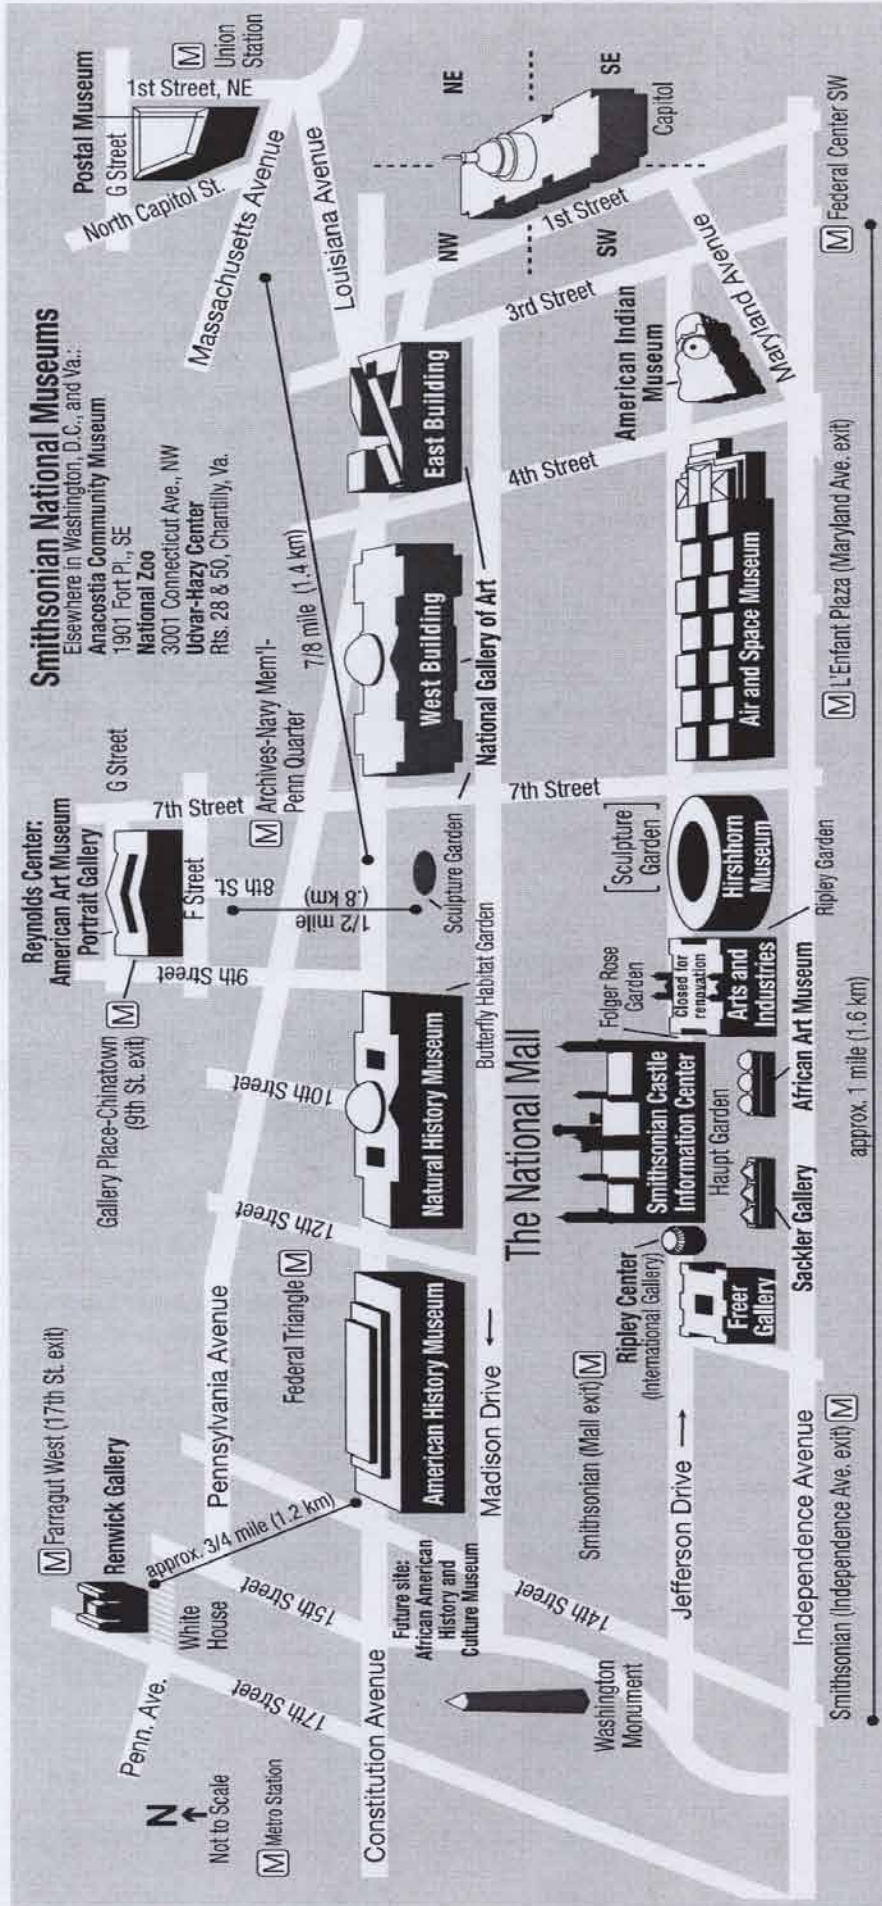 Smithsonian National Museums
Elsewhere in Washington, D.C., and Va.:
Anacostia Community Museum
1901 Fort Pl., SE
National Zoo
3001 Connecticut Ave., NW
Udvar-Hazy Center
Rts. 28 & 50, Chantilly, Va.
N
Not to Scale
M Metro Station
Penn. Ave.
M Farragut West (17th St. exit)
Renwick Gallery
White
House
approx. 3/4 mile (1.2 km)
17th Street
15th Street
Pennsylvania Avenue
Constitution Avenue
Reynolds Center:
American Art Museum
Portrait Gallery
Gallery Place-Chinatown M
(9th St. exit)
G Street
7th Street
F Street
8th St.
9th Street
1/2 mile
(.8 km)
M Archives-Navy Mem'l-
Penn Quarter
7/8 mile (1.4 km)
10th Street
12th Street
Federal Triangle M
Postal Museum
G Street
1st Street, NE
M Union
Station
North Capitol St.
Massachusetts Avenue
Louisiana Avenue
NE
SE
NW
SW
Capitol
1st Street
3rd Street
Future site:
African American
History and
Culture Museum
American History Museum
Natural History Museum
Butterfly Habitat Garden
Sculpture Garden
West Building
East Building
National Gallery of Art
Madison Drive
14th Street
7th Street
4th Street
Washington
Monument
The National Mall
Smithsonian (Mall exit) M
Jefferson Drive
Ripley Center
(International Gallery)
Freer
Gallery
Smithsonian Castle
Information Center
Haupt Garden
Folger Rose
Garden
Closed for
renovation
Arts and
Industries
Sculpture
Garden
Hirshhorn
Museum
Air and Space Museum
American Indian
Museum
Maryland Avenue
Independence Avenue
Sackler Gallery
African Art Museum
Ripley Garden
Smithsonian (Independence Ave. exit) M
M L'Enfant Plaza (Maryland Ave. exit)
M Federal Center SW
approx. 1 mile (1.6 km)